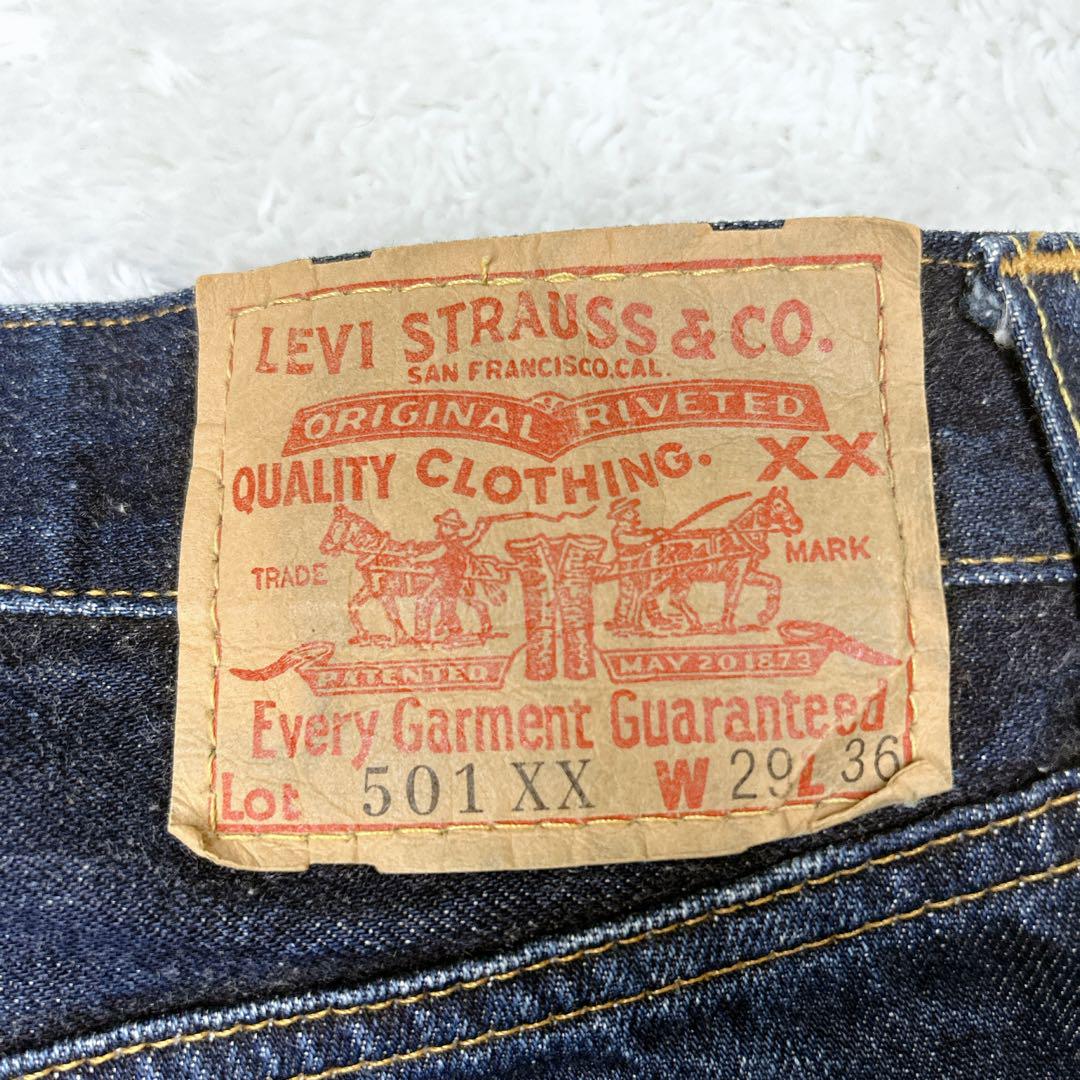 LEVI STRAUSS & CO.
SAN FRANCISCO.CAL.
ORIGINAL RIVETED
QUALITY CLOTHING. XX
TRADE MARK
PATENTED MAY 20 1873
Every Garment Guaranteed
Lot 501 XX W 29 L 36